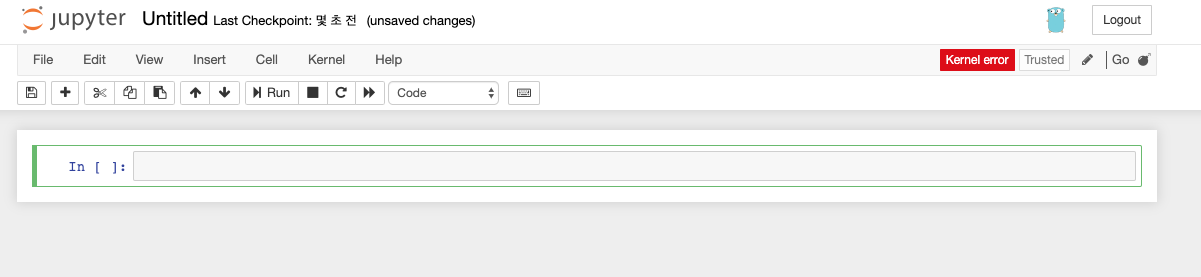 jupyter Untitled Last Checkpoint: 몇 초 전 (unsaved changes) Logout
File Edit View Insert Cell Kernel Help Kernel error Trusted Go
Run Code
In [ ]: